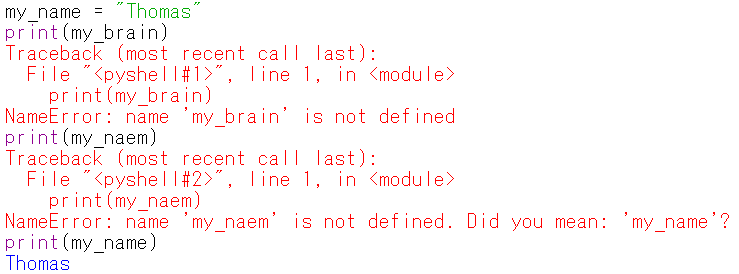 my_name = "Thomas"
print(my_brain)
Traceback (most recent call last):
  File "<pyshell#1>", line 1, in <module>
    print(my_brain)
NameError: name 'my_brain' is not defined
print(my_naem)
Traceback (most recent call last):
  File "<pyshell#2>", line 1, in <module>
    print(my_naem)
NameError: name 'my_naem' is not defined. Did you mean: 'my_name'?
print(my_name)
Thomas